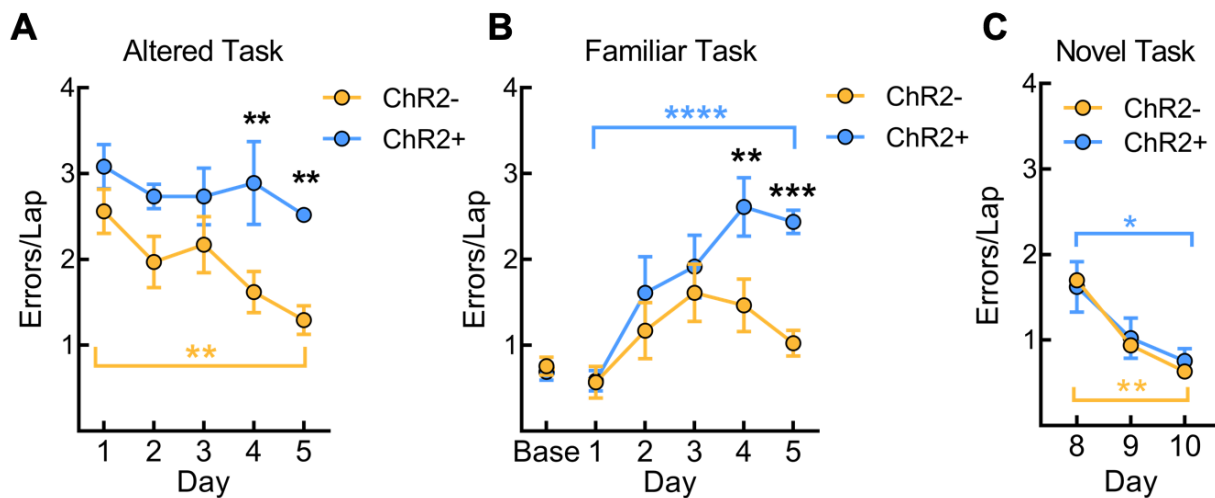 A
Altered Task
4
3
2
1
Errors/Lap
**
**
**
ChR2-
ChR2+
1 2 3 4 5
Day
B
Familiar Task
4
3
2
1
Errors/Lap
****
**
***
ChR2-
ChR2+
Base 1 2 3 4 5
Day
C
Novel Task
4
3
2
1
Errors/Lap
ChR2-
ChR2+
*
**
8 9 10
Day